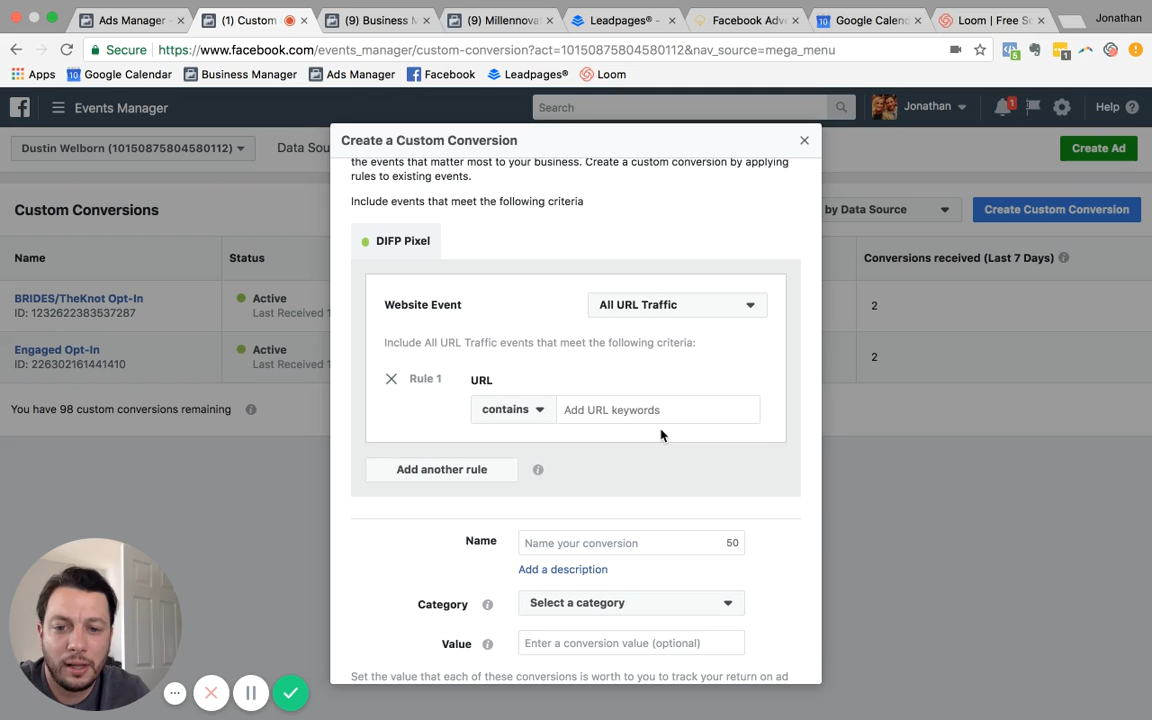 Ads Manager -
(1) Custom
(9) Business M
(9) Millennova
Leadpages® -
Facebook Adv
Google Calen
Loom | Free S
Jonathan
Secure
https://www.facebook.com/events_manager/custom-conversion?act=10150875804580112&nav_source=mega_menu
5
1
Apps
10
Google Calendar
Business Manager
Ads Manager
Facebook
Leadpages®
Loom
Events Manager
Search
Jonathan
1
Help
Dustin Welborn (10150875804580112)
Data Sou
Create Ad
Custom Conversions
by Data Source
Create Custom Conversion
Name
Status
Conversions received (Last 7 Days)
BRIDES/TheKnot Opt-In
ID: 1232622383537287
Active
Last Received 1
2
Engaged Opt-In
ID: 226302161441410
Active
Last Received 1
2
You have 98 custom conversions remaining
Create a Custom Conversion
the events that matter most to your business. Create a custom conversion by applying
rules to existing events.
Include events that meet the following criteria
DIFP Pixel
Website Event
All URL Traffic
Include All URL Traffic events that meet the following criteria:
Rule 1
URL
contains
Add URL keywords
Add another rule
Name
Name your conversion
50
Add a description
Category
Select a category
Value
Enter a conversion value (optional)
Set the value that each of these conversions is worth to you to track your return on ad